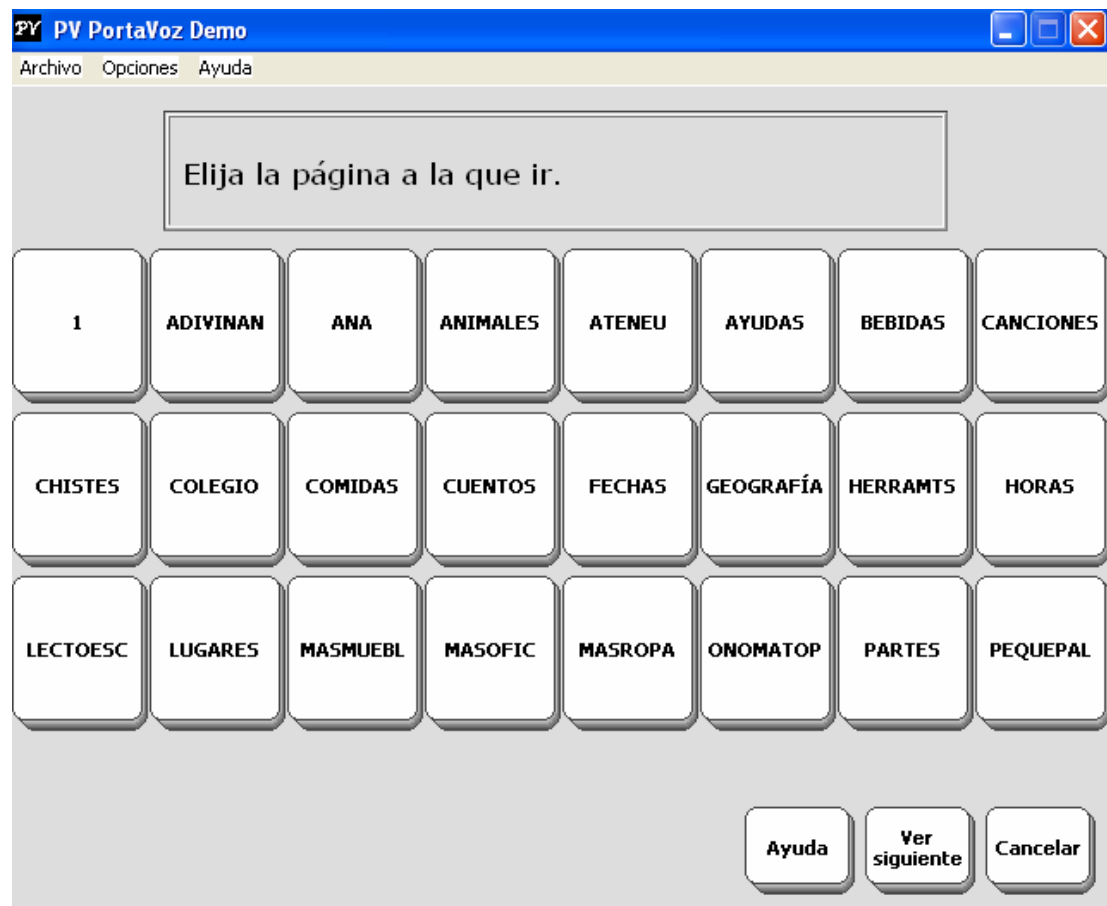 PV PV PortaVoz Demo
Archivo Opciones Ayuda
Elija la página a la que ir.
1 ADIVINAN ANA ANIMALES ATENEU AYUDAS BEBIDAS CANCIONES
CHISTES COLEGIO COMIDAS CUENTOS FECHAS GEOGRAFÍA HERRAMTS HORAS
LECTOESC LUGARES MASMUEBL MASOFIC MASROPA ONOMATOP PARTES PEQUEPAL
Ayuda
Ver
siguiente
Cancelar